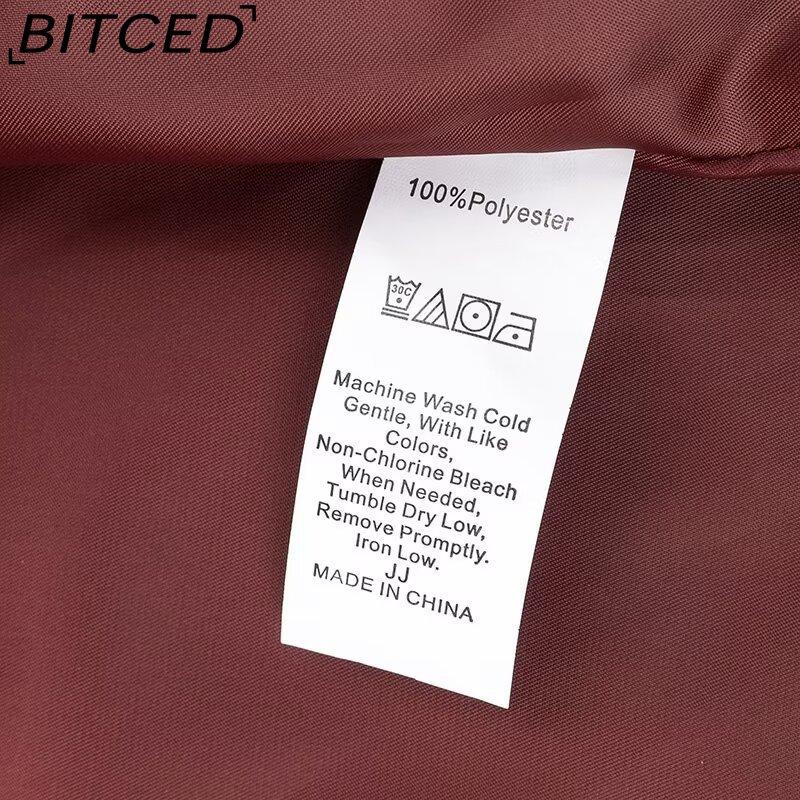 BITCED
100%Polyester
30C
Machine Wash Cold
Gentle, With Like
Colors,
Non-Chlorine Bleach
When Needed,
Tumble Dry Low,
Remove Promptly.
Iron Low.
JJ
MADE IN CHINA